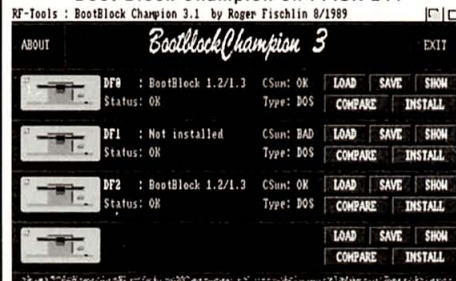 RF-Tools : BootBlock Champion 3.1 by Roger Fischlin 8/1989
ABOUT
BootblockChampion 3
EXIT
DF0 : BootBlock 1.2/1.3 CSum: OK LOAD SAVE SHOW
Status: OK Type: DOS COMPARE INSTALL
DF1 : Not installed CSum: BAD LOAD SAVE SHOW
Status: OK Type: DOS COMPARE INSTALL
DF2 : BootBlock 1.2/1.3 CSum: OK LOAD SAVE SHOW
Status: OK Type: DOS COMPARE INSTALL
LOAD SAVE SHOW
COMPARE INSTALL